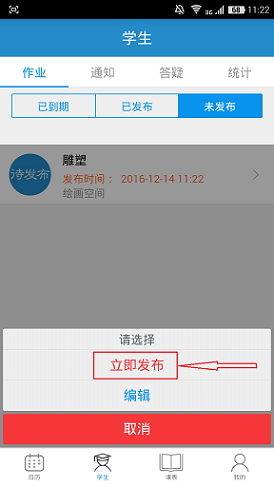 68 11:22
学生
作业 通知 答疑 统计
已到期 已发布 未发布
待发布
雕塑
发布时间： 2016-12-14 11:22
绘画空间
请选择
立即发布
编辑
取消
日历 学生 课表 我的